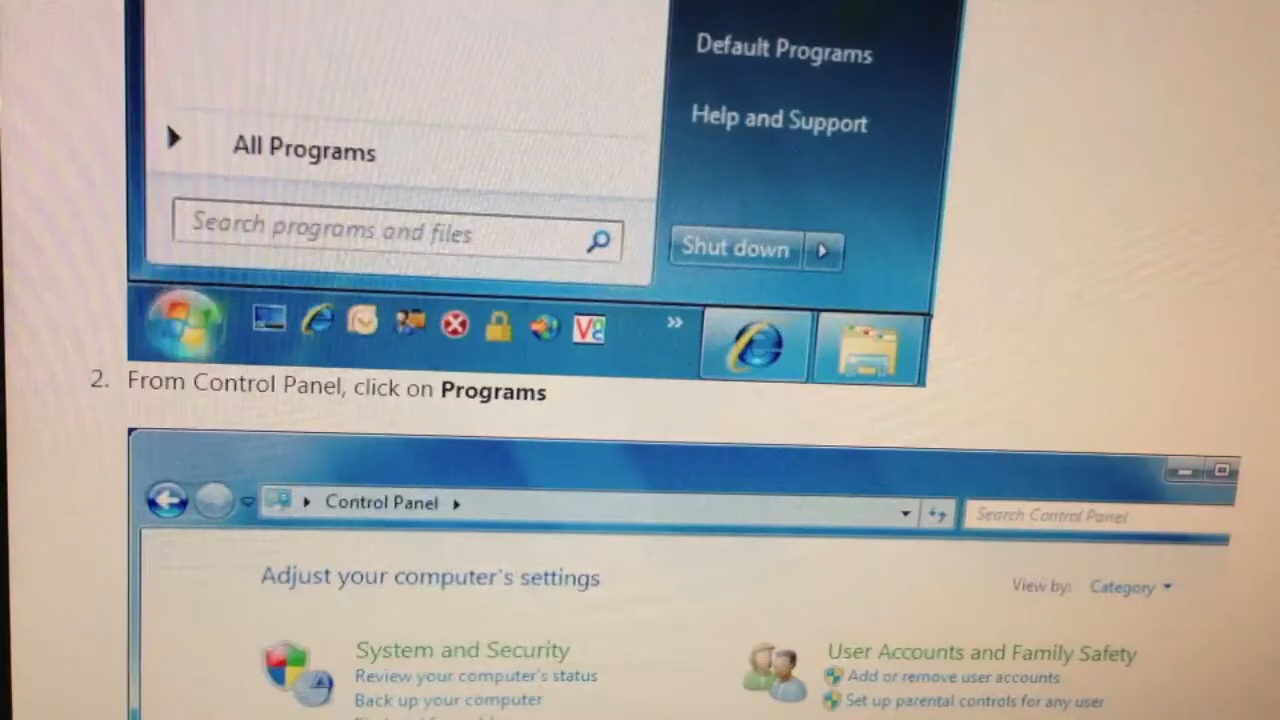 Default Programs
Help and Support
All Programs
Search programs and files
Shut down
2. From Control Panel, click on Programs
Control Panel
Search Control Panel
Adjust your computer's settings
View by: Category
System and Security
Review your computer's status
Back up your computer
User Accounts and Family Safety
Add or remove user accounts
Set up parental controls for any user